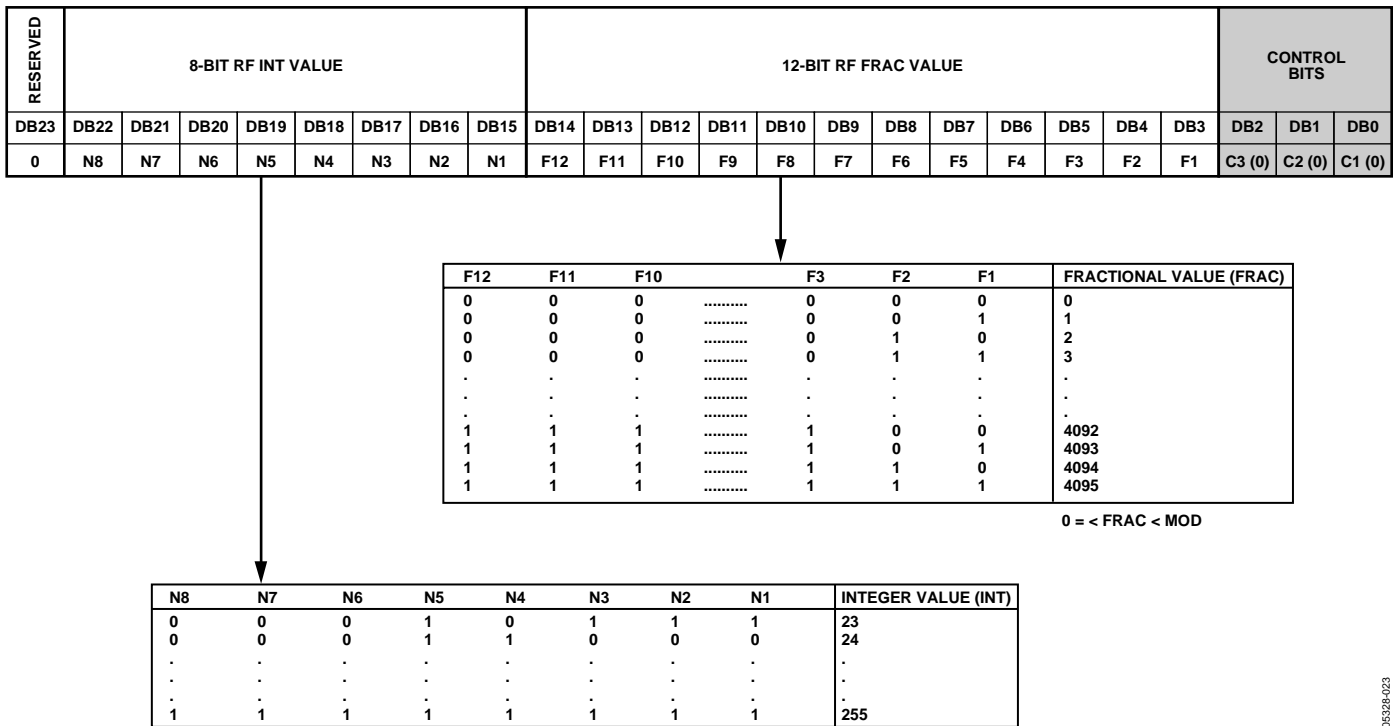 RESERVED
8-BIT RF INT VALUE
12-BIT RF FRAC VALUE
CONTROL
BITS
DB23 DB22 DB21 DB20 DB19 DB18 DB17 DB16 DB15 DB14 DB13 DB12 DB11 DB10 DB9 DB8 DB7 DB6 DB5 DB4 DB3 DB2 DB1 DB0
0 N8 N7 N6 N5 N4 N3 N2 N1 F12 F11 F10 F9 F8 F7 F6 F5 F4 F3 F2 F1 C3 (0) C2 (0) C1 (0)
F12 F11 F10 F3 F2 F1 FRACTIONAL VALUE (FRAC)
0 0 0 .......... 0 0 0 0
0 0 0 .......... 0 0 1 1
0 0 0 .......... 0 1 0 2
0 0 0 .......... 0 1 1 3
. . . .......... . . . .
. . . .......... . . . .
. . . .......... . . . .
1 1 1 .......... 1 0 0 4092
1 1 1 .......... 1 0 1 4093
1 1 1 .......... 1 1 0 4094
1 1 1 .......... 1 1 1 4095
0 = < FRAC < MOD
N8 N7 N6 N5 N4 N3 N2 N1 INTEGER VALUE (INT)
0 0 0 1 0 1 1 1 23
0 0 0 1 1 0 0 0 24
. . . . . . . . .
. . . . . . . . .
. . . . . . . . .
1 1 1 1 1 1 1 1 255
05328-023